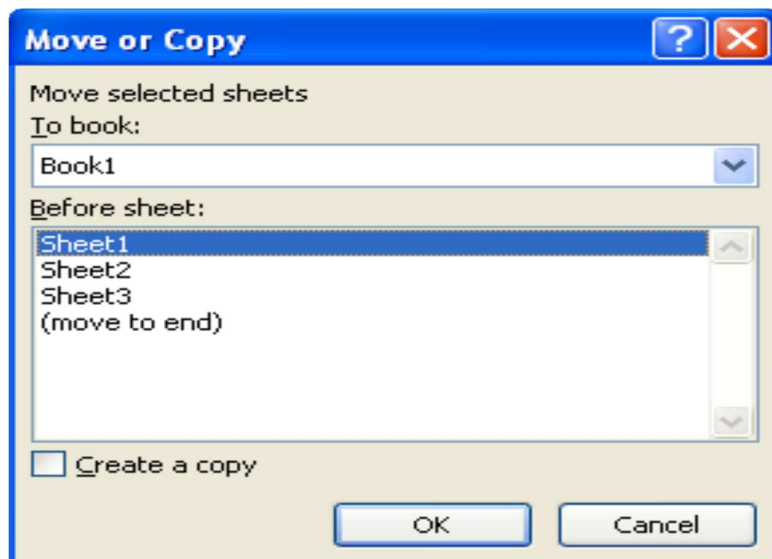 Move or Copy
Move selected sheets
To book:
Book1
Before sheet:
Sheet1
Sheet2
Sheet3
(move to end)
Create a copy
OK Cancel